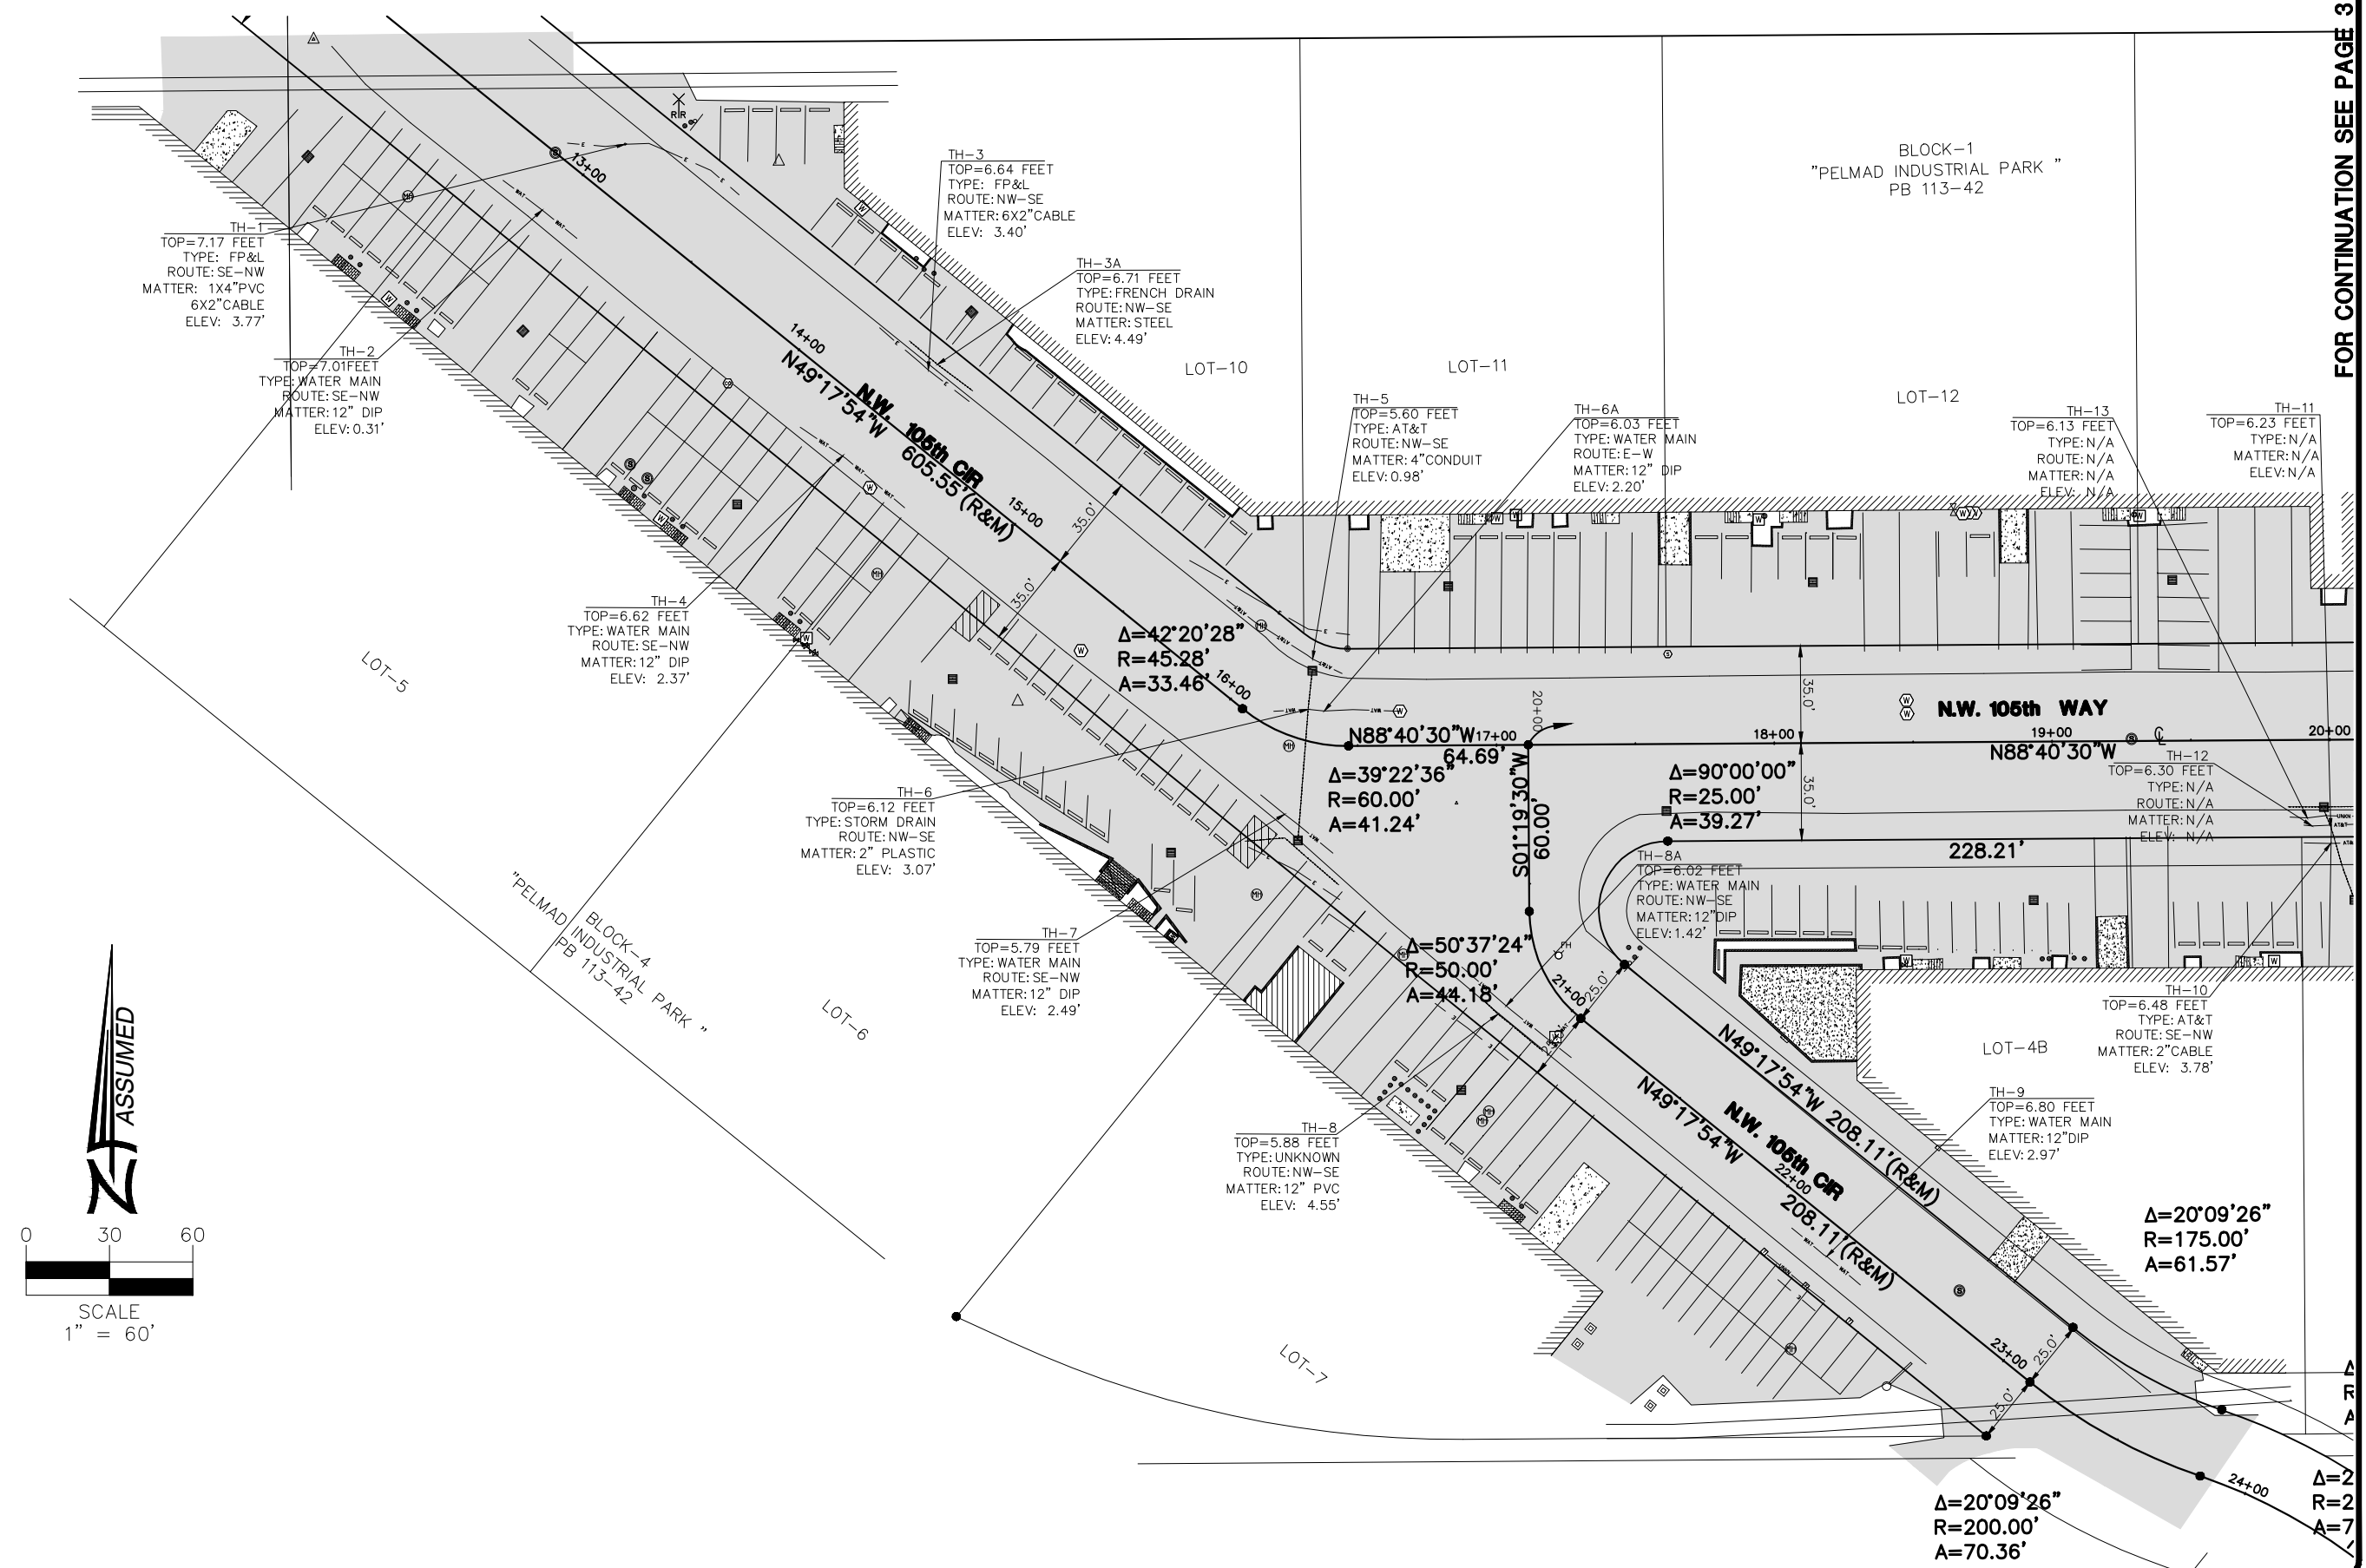 FOR CONTINUATION SEE PAGE 3
BLOCK-1
"PELMAD INDUSTRIAL PARK "
PB 113-42
RR
13+00
TH-1
TOP=7.17 FEET
TYPE: FP&L
ROUTE:SE-NW
MATTER: 1X4"PVC
6X2"CABLE
ELEV: 3.77'
TH-2
TOP=7.01FEET
TYPE:WATER MAIN
ROUTE:SE-NW
MATTER:12" DIP
ELEV:0.31'
TH-3
TOP=6.64 FEET
TYPE: FP&L
ROUTE:NW-SE
MATTER:6X2"CABLE
ELEV: 3.40'
TH-3A
TOP=6.71 FEET
TYPE:FRENCH DRAIN
ROUTE:NW-SE
MATTER:STEEL
ELEV:4.49'
14+00
N49°17'54"W
N.W. 105th CIR
605.55'(R&M)
15+00
35.0'
35.0'
LOT-10
LOT-11
LOT-12
TH-5
TOP=5.60 FEET
TYPE:AT&T
ROUTE:NW-SE
MATTER:4"CONDUIT
ELEV:0.98'
TH-6A
TOP=6.03 FEET
TYPE:WATER MAIN
ROUTE:E-W
MATTER:12" DIP
ELEV:2.20'
TH-13
TOP=6.13 FEET
TYPE:N/A
ROUTE:N/A
MATTER:N/A
ELEV: N/A
TH-11
TOP=6.23 FEET
TYPE:N/A
MATTER:N/A
ELEV:N/A
TH-4
TOP=6.62 FEET
TYPE:WATER MAIN
ROUTE:SE-NW
MATTER:12" DIP
ELEV: 2.37'
LOT-5
Δ=42°20'28"
R=45.28'
A=33.46'
16+00
N88°40'30"W
17+00
64.69'
20+00
35.0'
35.0'
N.W. 105th WAY
18+00
19+00
20+00
N88°40'30"W
Δ=39°22'36"
R=60.00'
A=41.24'
S01°19'30"W
60.00'
Δ=90°00'00"
R=25.00'
A=39.27'
TH-12
TOP=6.30 FEET
TYPE:N/A
ROUTE:N/A
MATTER:N/A
ELEV: N/A
228.21'
TH-6
TOP=6.12 FEET
TYPE:STORM DRAIN
ROUTE:NW-SE
MATTER:2" PLASTIC
ELEV: 3.07'
TH-8A
TOP=6.02 FEET
TYPE:WATER MAIN
ROUTE:NW-SE
MATTER:12"DIP
ELEV:1.42'
TH-7
TOP=5.79 FEET
TYPE:WATER MAIN
ROUTE:SE-NW
MATTER:12" DIP
ELEV: 2.49'
BLOCK-4
"PELMAD INDUSTRIAL PARK "
PB 113-42
LOT-6
Δ=50°37'24"
R=50.00'
A=44.18'
FH
21+00
25.0'
25.0'
TH-10
TOP=6.48 FEET
TYPE:AT&T
ROUTE:SE-NW
MATTER:2"CABLE
ELEV: 3.78'
LOT-4B
TH-9
TOP=6.80 FEET
TYPE:WATER MAIN
MATTER:12"DIP
ELEV:2.97'
TH-8
TOP=5.88 FEET
TYPE:UNKNOWN
ROUTE:NW-SE
MATTER:12" PVC
ELEV: 4.55'
N49°17'54"W 208.11'(R&M)
N.W. 105th CIR
N49°17'54"W
22+00
208.11'(R&M)
Δ=20°09'26"
R=175.00'
A=61.57'
N
ASSUMED
0 30 60
SCALE
1" = 60'
LOT-7
23+00
25.0'
25.0'
24+00
Δ=20°09'26"
R=200.00'
A=70.36'
Δ
R
A
Δ=2
R=2
A=7